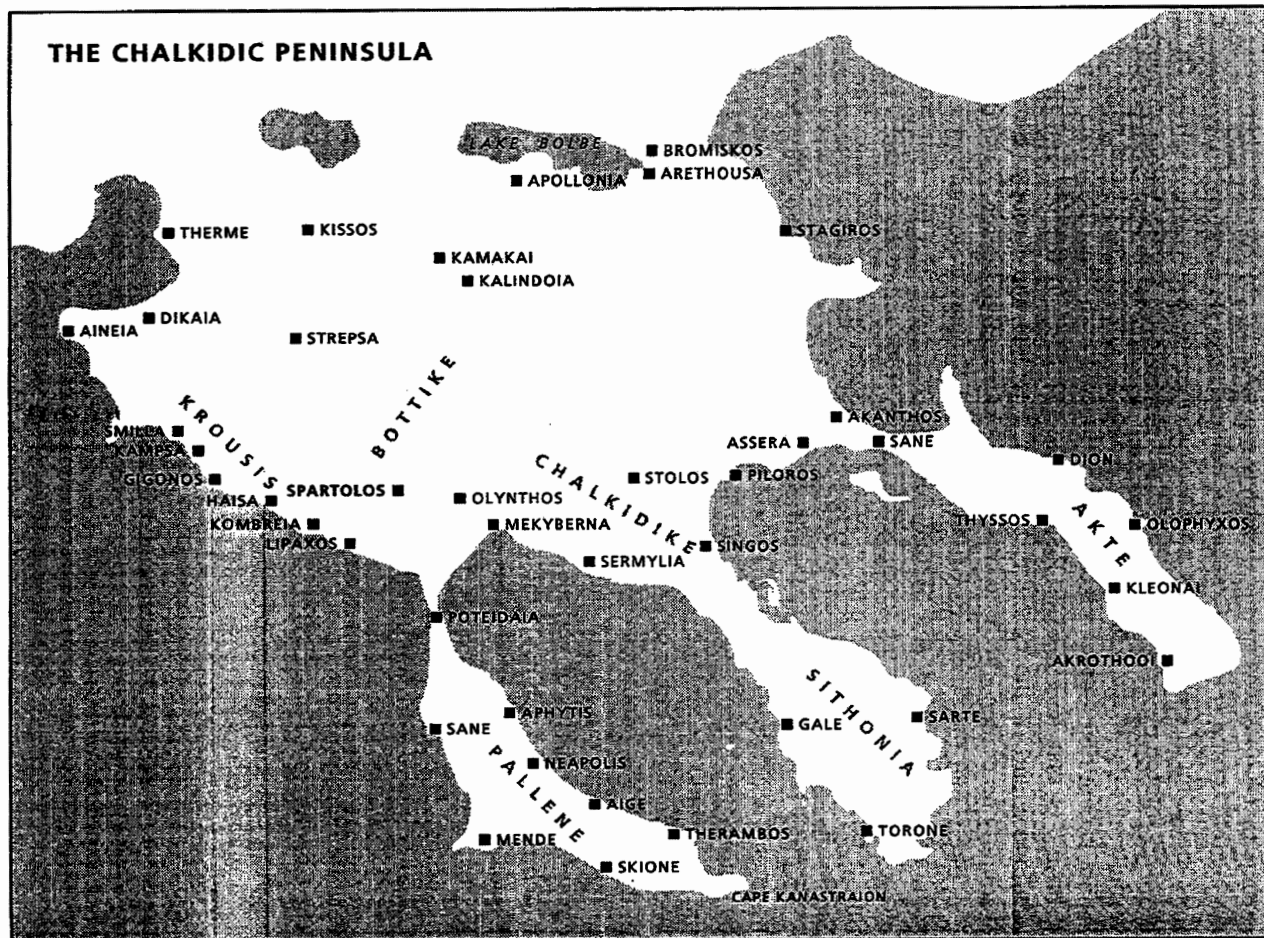 THE CHALKIDIC PENINSULA
LAKE BOLBE
BROMISKOS
ARETHOUSA
APOLLONIA
THERME
KISSOS
STAGIROS
KAMAKAI
KALINDOIA
DIKAIA
AINEIA
STREPSA
KROUSIS
BOTTIKE
AKANTHOS
SMILLA
ASSERA
SANE
KAMPSA
DION
CHALKIDIKE
GIGONOS
STOLOS
PILOROS
SPARTOLOS
HAISA
OLYNTHOS
AKTE
KOMBREIA
MEKYBERNA
THYSSOS
OLOPHYXOS
LIPAXOS
SINGOS
SERMYLIA
KLEONAI
POTEIDAIA
AKROTHOOI
SITHONIA
APHYTIS
SARTE
SANE
GALE
PALLENE
NEAPOLIS
AIGE
THERAMBOS
TORONE
MENDE
SKIONE
CAPE KANASTRAION